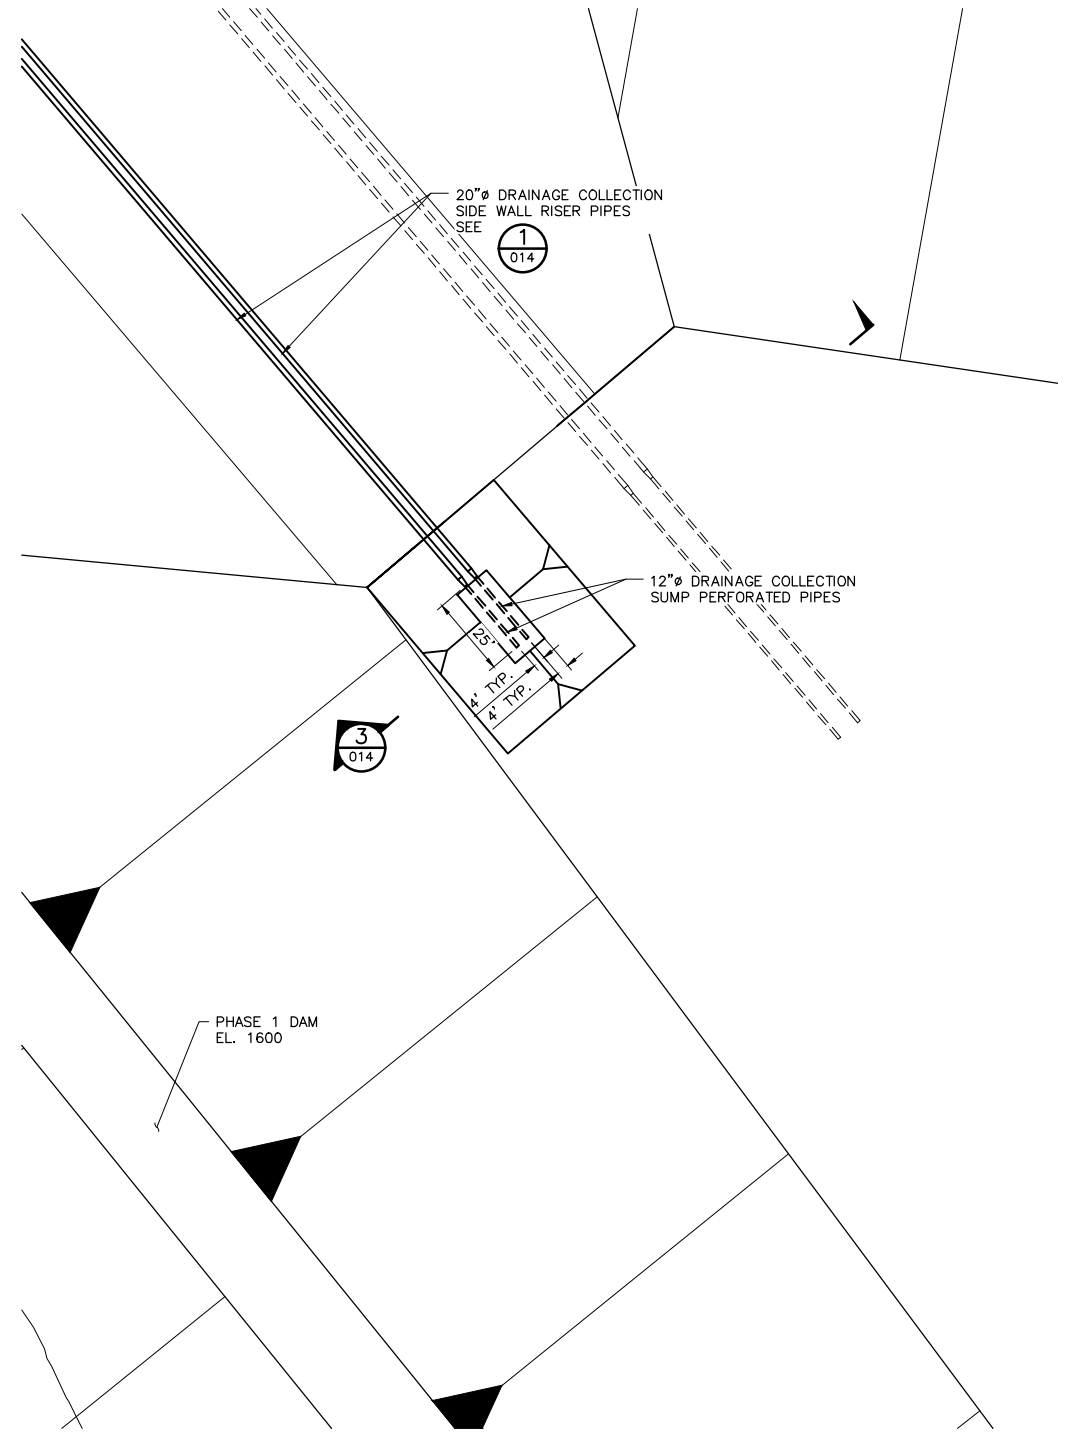 20"ø DRAINAGE COLLECTION
SIDE WALL RISER PIPES
SEE
1
014
12"ø DRAINAGE COLLECTION
SUMP PERFORATED PIPES
25'
4' TYP.
4' TYP.
3
014
PHASE 1 DAM
EL. 1600